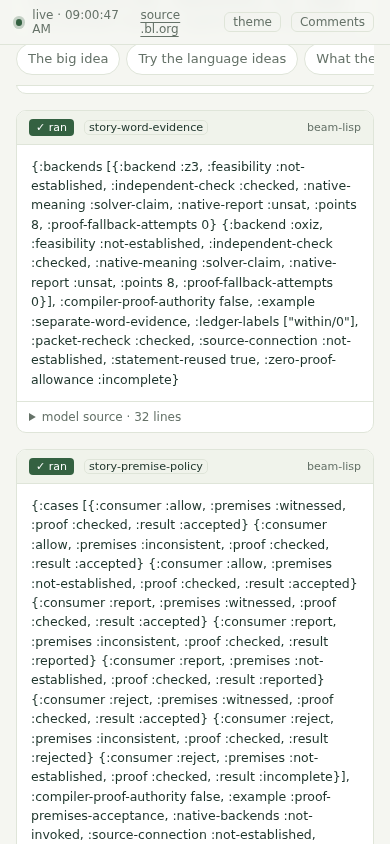 live · 09:00:47 AM
source.bl.org
theme
Comments
The big idea
Try the language ideas
What the
✓ ran
story-word-evidence
beam-lisp
{:backends [{:backend :z3, :feasibility :not-
established, :independent-check :checked, :native-
meaning :solver-claim, :native-report :unsat, :points
8, :proof-fallback-attempts 0} {:backend :oxiz,
:feasibility :not-established, :independent-check
:checked, :native-meaning :solver-claim, :native-
report :unsat, :points 8, :proof-fallback-attempts
0}], :compiler-proof-authority false, :example
:separate-word-evidence, :ledger-labels ["within/0"],
:packet-recheck :checked, :source-connection :not-
established, :statement-reused true, :zero-proof-
allowance :incomplete}
▶ model source · 32 lines
✓ ran
story-premise-policy
beam-lisp
{:cases [{:consumer :allow, :premises :witnessed,
:proof :checked, :result :accepted} {:consumer
:allow, :premises :inconsistent, :proof :checked,
:result :accepted} {:consumer :allow, :premises
:not-established, :proof :checked, :result :accepted}
{:consumer :report, :premises :witnessed, :proof
:checked, :result :accepted} {:consumer :report,
:premises :inconsistent, :proof :checked, :result
:reported} {:consumer :report, :premises :not-
established, :proof :checked, :result :reported}
{:consumer :reject, :premises :witnessed, :proof
:checked, :result :accepted} {:consumer :reject,
:premises :inconsistent, :proof :checked, :result
:rejected} {:consumer :reject, :premises :not-
established, :proof :checked, :result :incomplete}],
:compiler-proof-authority false, :example :proof-
premises-acceptance, :native-backends :not-
invoked, :source-connection :not-established,